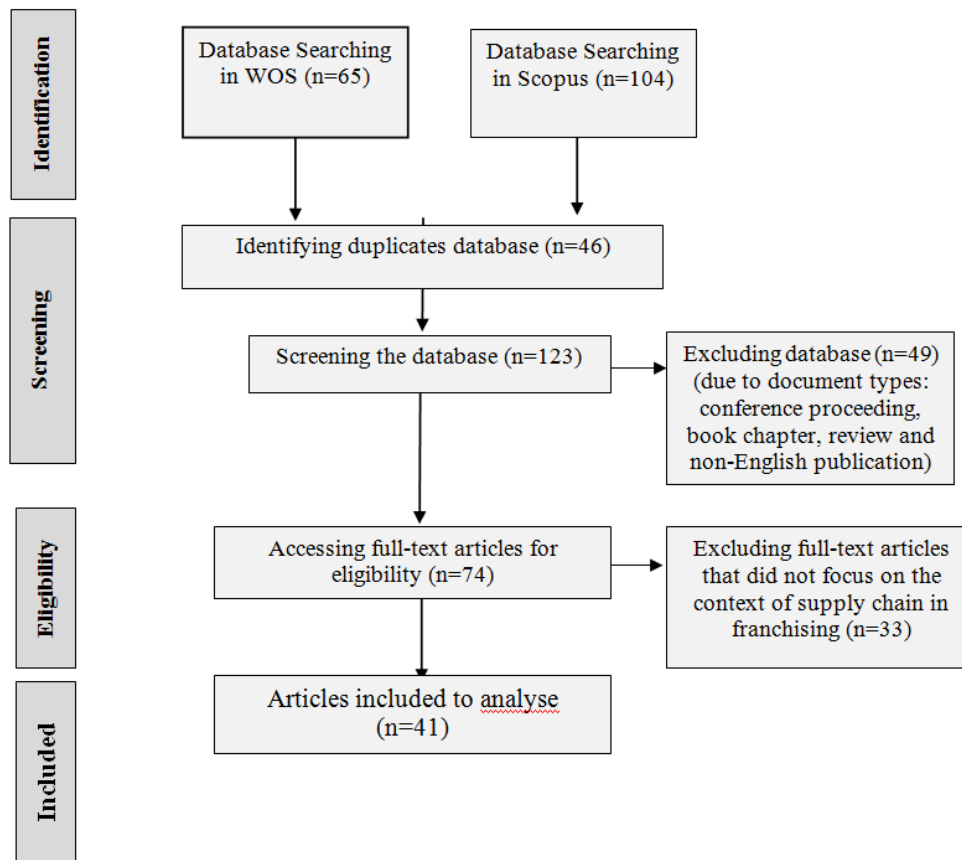 Identification
Database Searching
in WOS (n=65)
Database Searching
in Scopus (n=104)
Screening
Identifying duplicates database (n=46)
Screening the database (n=123)
Excluding database (n=49)
(due to document types:
conference proceeding,
book chapter, review and
non-English publication)
Eligibility
Accessing full-text articles for
eligibility (n=74)
Excluding full-text articles
that did not focus on the
context of supply chain in
franchising (n=33)
Included
Articles included to analyse
(n=41)